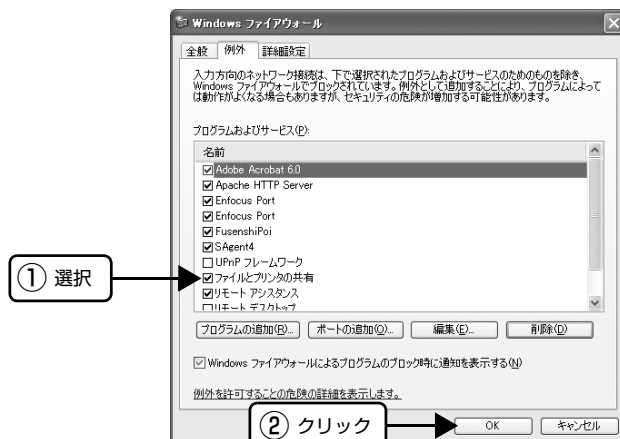 Windows ファイアウォール
全般 例外 詳細設定
入力方向のネットワーク接続は、下で選択されたプログラムおよびサービスのためのものを除き、
Windows ファイアウォールでブロックされています。例外として追加することにより、プログラムによって
は動作がよくなる場合もありますが、セキュリティの危険が増加する可能性があります。
プログラムおよびサービス(P):
名前
Adobe Acrobat 6.0
Apache HTTP Server
Enfocus Port
Enfocus Port
FusenshiPoi
SAgent4
UPnP フレームワーク
① 選択
ファイルとプリンタの共有
リモート アシスタンス
リモート デスクトップ
プログラムの追加(R)... ポートの追加(O)... 編集(E)... 削除(D)
Windows ファイアウォールによるプログラムのブロック時に通知を表示する(N)
例外を許可することの危険の詳細を表示します。
② クリック
OK キャンセル